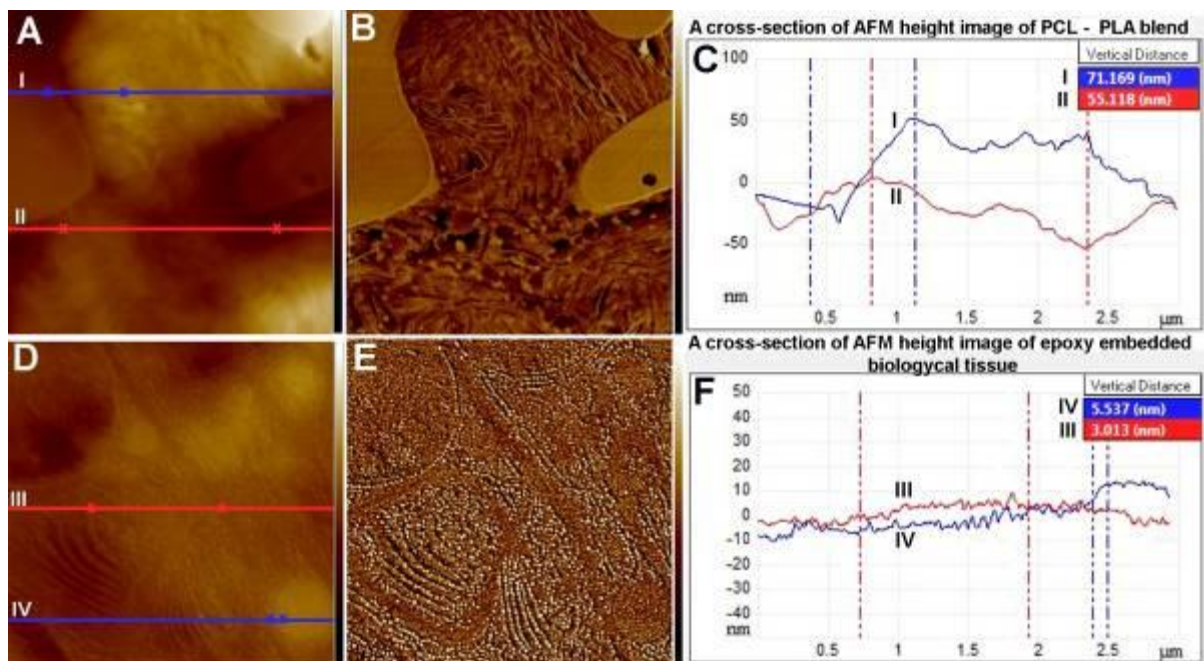 A
B
A cross-section of AFM height image of PCL - PLA blend
C
100
50
0
-50
nm
0.5
1
1.5
2
2.5
µm
Vertical Distance
I 71.169 (nm)
II 55.118 (nm)
I
II
I
II
D
E
A cross-section of AFM height image of epoxy embedded
biologycal tissue
F
50
40
30
20
10
0
-10
-20
-30
-40
nm
0.5
1
1.5
2
2.5
µm
Vertical Distance
IV 5.537 (nm)
III 3.013 (nm)
III
IV
III
IV